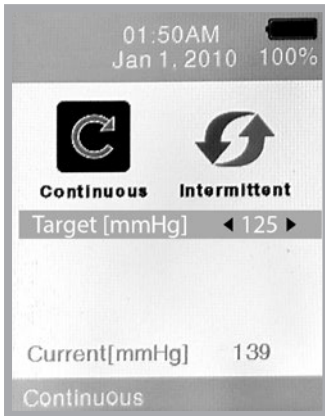 01:50AM
Jan 1, 2010 100%
Continuous Intermittent
Target [mmHg] 125
Current[mmHg] 139
Continuous